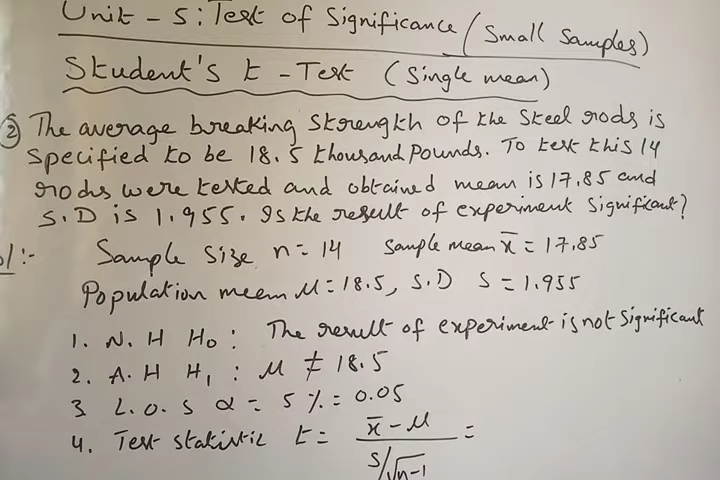 Unit - 5 : Test of Significance (Small Samples)
Student's t - Test (Single mean)
② The average breaking strength of the steel rods is
specified to be 18.5 thousand pounds. To test this 14
rods were tested and obtained mean is 17.85 and
S.D is 1.955. Is the result of experiment significant?
Sol :- Sample Size n = 14 Sample mean x̄ = 17.85
Population mean μ = 18.5, S.D S = 1.955
1. N. H H₀ : The result of experiment is not Significant
2. A. H H₁ : μ ≠ 18.5
3 L. O. S α = 5 % = 0.05
4. Test statistic t = x̄ - μ / S/√n-1 =